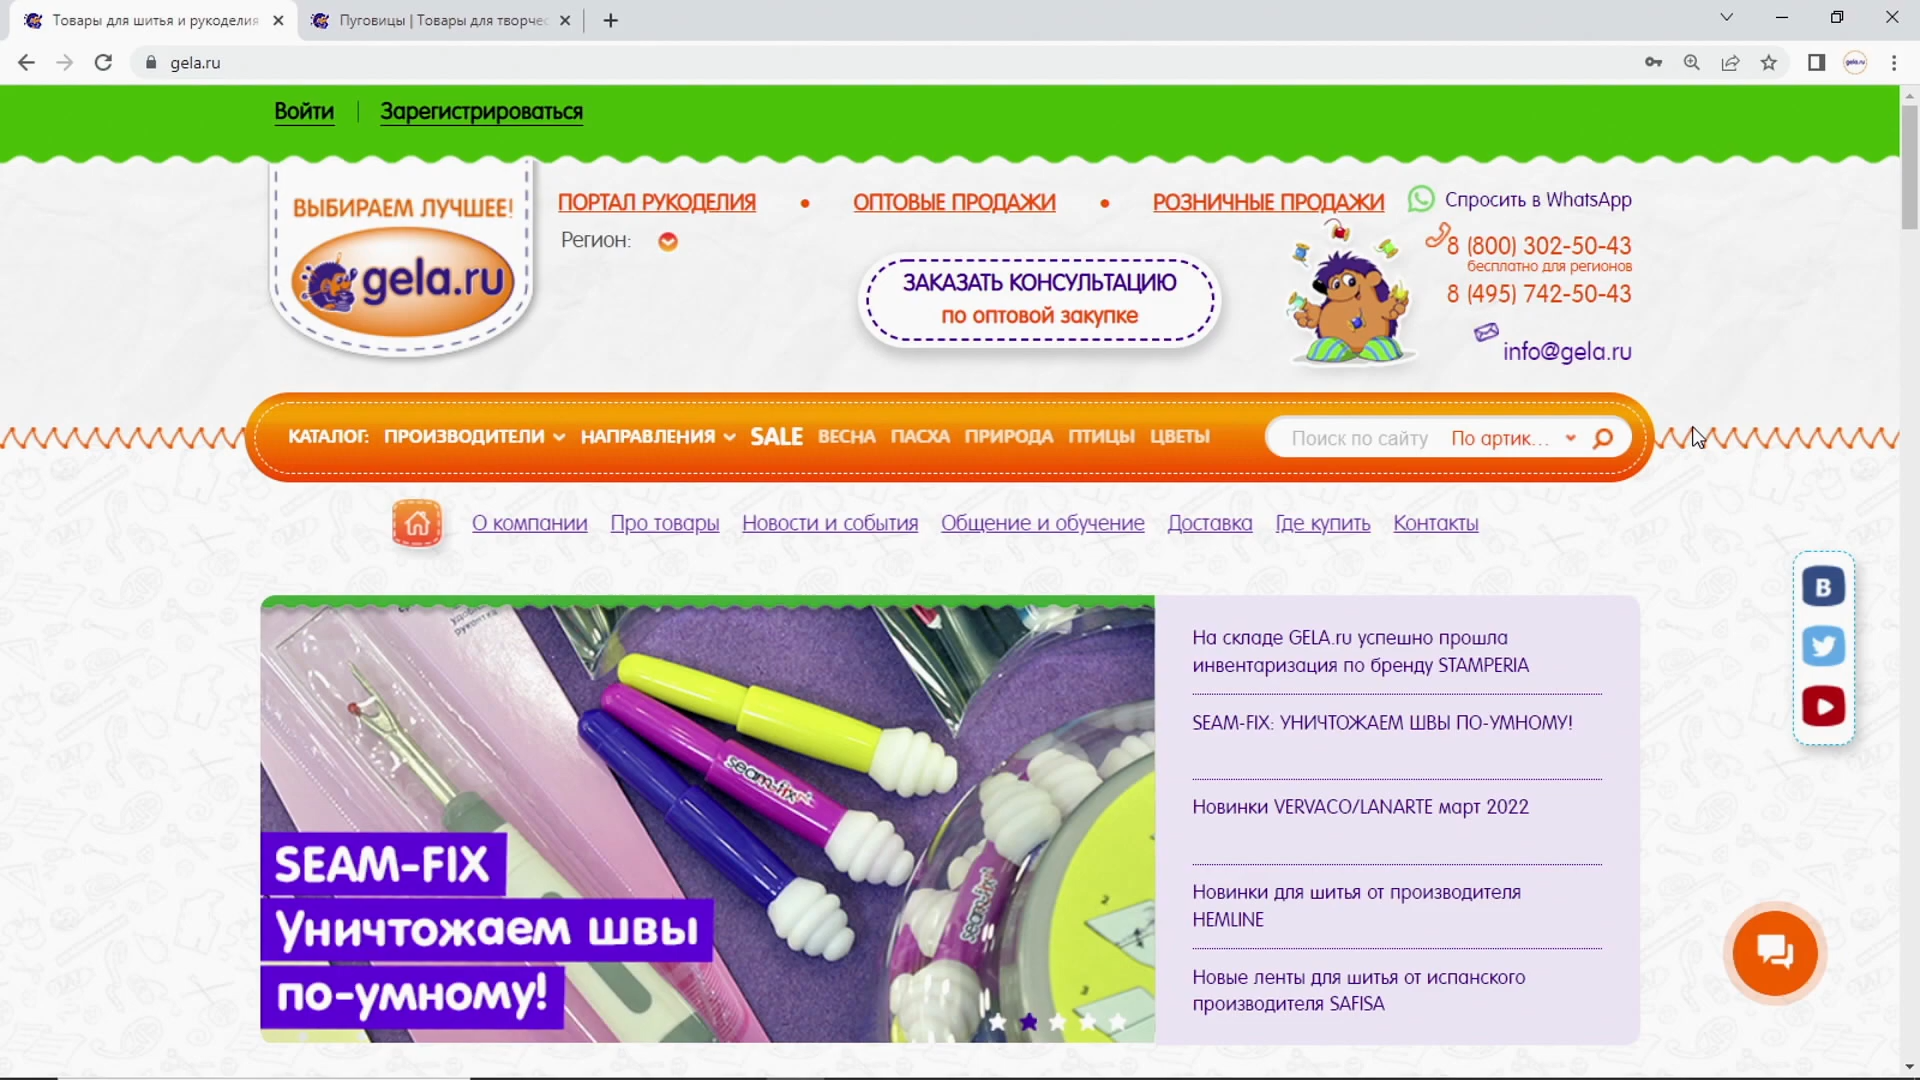 Товары для шитья и рукоделия
Пуговицы | Товары для творчес
gela.ru
Войти
Зарегистрироваться
ВЫБИРАЕМ ЛУЧШЕЕ!
gela.ru
ПОРТАЛ РУКОДЕЛИЯ • ОПТОВЫЕ ПРОДАЖИ • РОЗНИЧНЫЕ ПРОДАЖИ
Спросить в WhatsApp
Регион:
8 (800) 302-50-43
бесплатно для регионов
8 (495) 742-50-43
info@gela.ru
ЗАКАЗАТЬ КОНСУЛЬТАЦИЮ
по оптовой закупке
КАТАЛОГ: ПРОИЗВОДИТЕЛИ НАПРАВЛЕНИЯ SALE ВЕСНА ПАСХА ПРИРОДА ПТИЦЫ ЦВЕТЫ
Поиск по сайту По артик...
О компании Про товары Новости и события Общение и обучение Доставка Где купить Контакты
seam-fix
seam-fix
SEAM-FIX
Уничтожаем швы
по-умному!
На складе GELA.ru успешно прошла
инвентаризация по бренду STAMPERIA
SEAM-FIX: УНИЧТОЖАЕМ ШВЫ ПО-УМНОМУ!
Новинки VERVACO/LANARTE март 2022
Новинки для шитья от производителя
HEMLINE
Новые ленты для шитья от испанского
производителя SAFISA
B